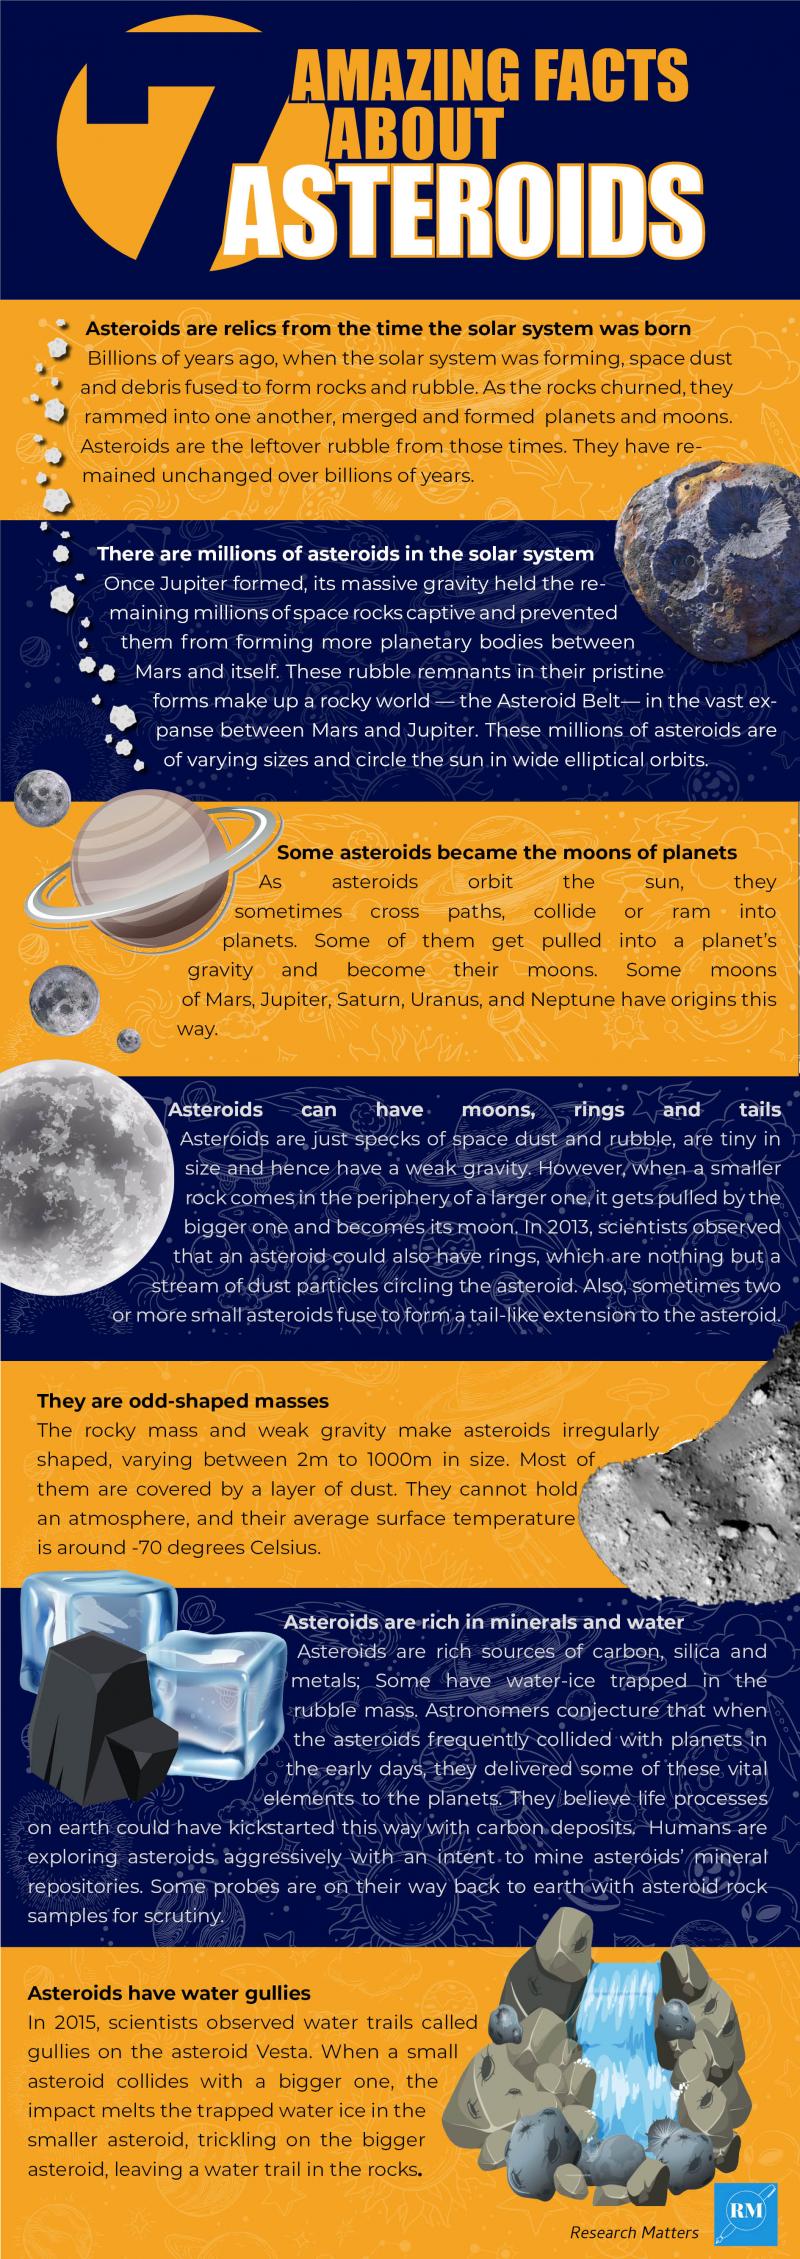 7 AMAZING FACTS
ABOUT
ASTEROIDS
Asteroids are relics from the time the solar system was born
Billions of years ago, when the solar system was forming, space dust
and debris fused to form rocks and rubble. As the rocks churned, they
rammed into one another, merged and formed planets and moons.
Asteroids are the leftover rubble from those times. They have re-
mained unchanged over billions of years.
There are millions of asteroids in the solar system
Once Jupiter formed, its massive gravity held the re-
maining millions of space rocks captive and prevented
them from forming more planetary bodies between
Mars and itself. These rubble remnants in their pristine
forms make up a rocky world — the Asteroid Belt— in the vast ex-
panse between Mars and Jupiter. These millions of asteroids are
of varying sizes and circle the sun in wide elliptical orbits.
Some asteroids became the moons of planets
As asteroids orbit the sun, they
sometimes cross paths, collide or ram into
planets. Some of them get pulled into a planet's
gravity and become their moons. Some moons
of Mars, Jupiter, Saturn, Uranus, and Neptune have origins this
way.
Asteroids can have moons, rings and tails
Asteroids are just specks of space dust and rubble, are tiny in
size and hence have a weak gravity. However, when a smaller
rock comes in the periphery of a larger one, it gets pulled by the
bigger one and becomes its moon. In 2013, scientists observed
that an asteroid could also have rings, which are nothing but a
stream of dust particles circling the asteroid. Also, sometimes two
or more small asteroids fuse to form a tail-like extension to the asteroid.
They are odd-shaped masses
The rocky mass and weak gravity make asteroids irregularly
shaped, varying between 2m to 1000m in size. Most of
them are covered by a layer of dust. They cannot hold
an atmosphere, and their average surface temperature
is around -70 degrees Celsius.
Asteroids are rich in minerals and water
Asteroids are rich sources of carbon, silica and
metals; Some have water-ice trapped in the
rubble mass. Astronomers conjecture that when
the asteroids frequently collided with planets in
the early days, they delivered some of these vital
elements to the planets. They believe life processes
on earth could have kickstarted this way with carbon deposits. Humans are
exploring asteroids aggressively with an intent to mine asteroids' mineral
repositories. Some probes are on their way back to earth with asteroid rock
samples for scrutiny.
Asteroids have water gullies
In 2015, scientists observed water trails called
gullies on the asteroid Vesta. When a small
asteroid collides with a bigger one, the
impact melts the trapped water ice in the
smaller asteroid, trickling on the bigger
asteroid, leaving a water trail in the rocks.
Research Matters
RM